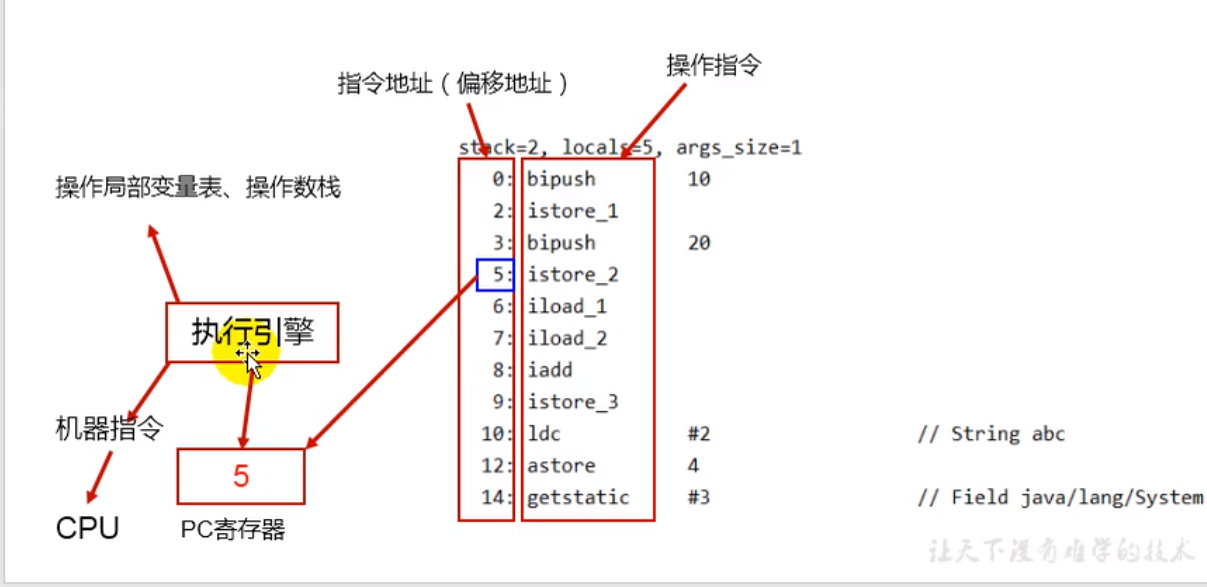 操作指令
指令地址（偏移地址）
stack=2, locals=5, args_size=1
0: bipush 10
2: istore_1
3: bipush 20
5: istore_2
6: iload_1
7: iload_2
8: iadd
9: istore_3
10: ldc #2 // String abc
12: astore 4
14: getstatic #3 // Field java/lang/System
操作局部变量表、操作数栈
执行引擎
机器指令
5
CPU
PC寄存器
让天下没有难学的技术